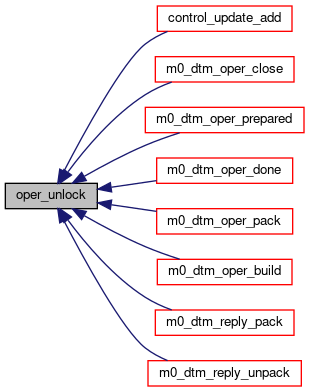 control_update_add
m0_dtm_oper_close
m0_dtm_oper_prepared
m0_dtm_oper_done
oper_unlock
m0_dtm_oper_pack
m0_dtm_oper_build
m0_dtm_reply_pack
m0_dtm_reply_unpack